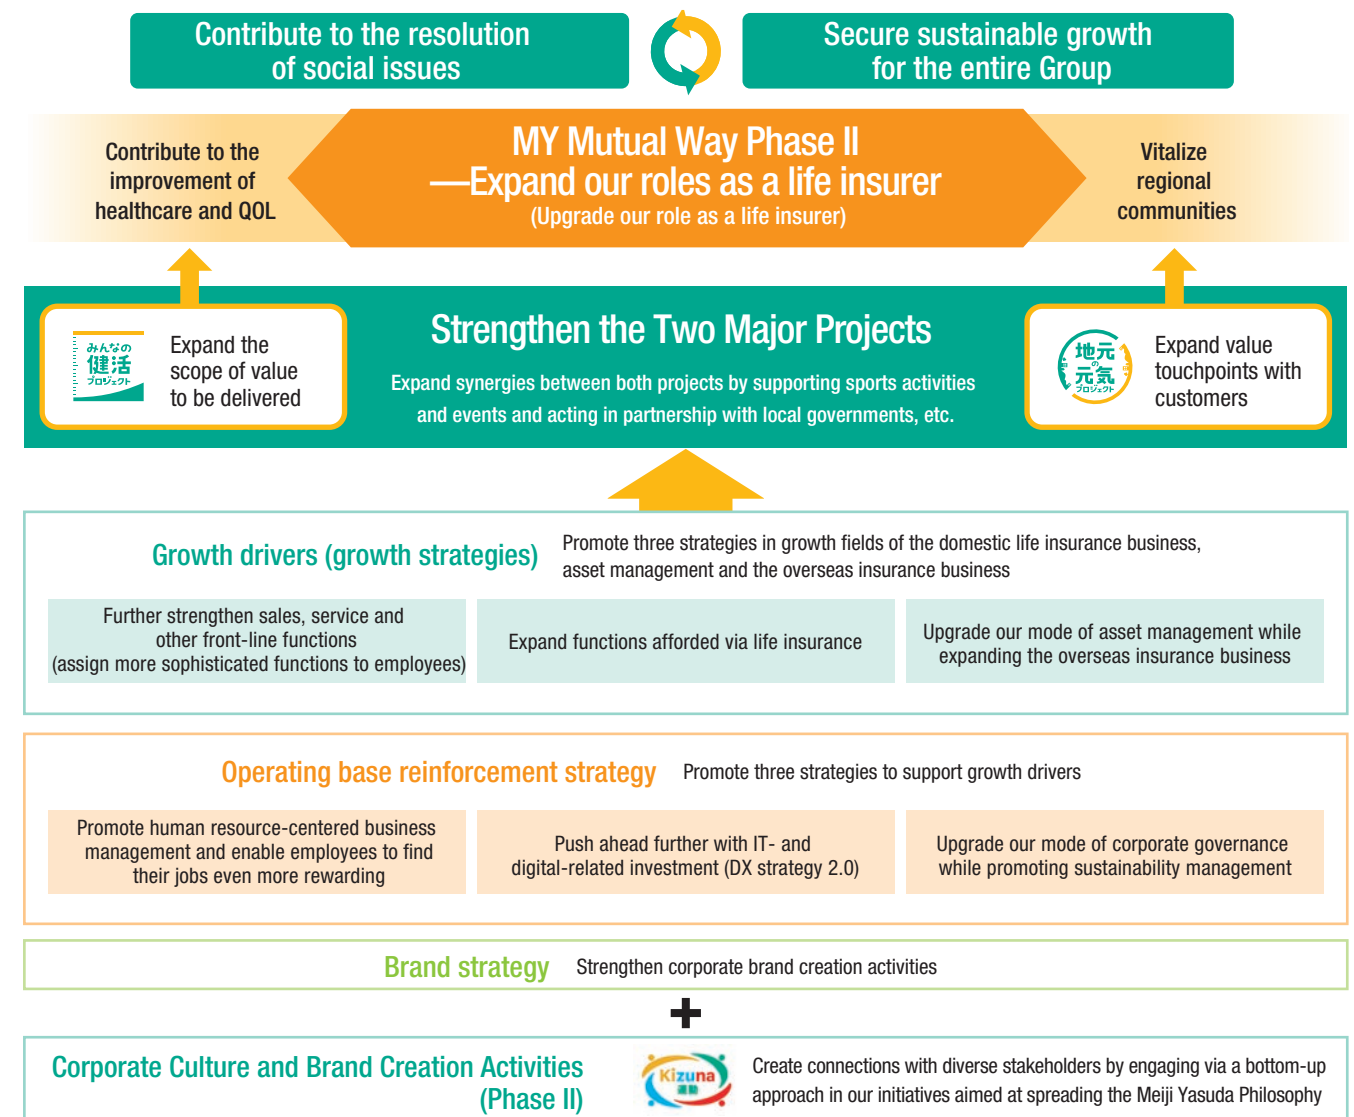 Contribute to the resolution
of social issues
Secure sustainable growth
for the entire Group
Contribute to the
improvement of
healthcare and QOL
MY Mutual Way Phase II
—Expand our roles as a life insurer
(Upgrade our role as a life insurer)
Vitalize
regional
communities
みんなの
健活
プロジェクト
Expand the
scope of value
to be delivered
Strengthen the Two Major Projects
Expand synergies between both projects by supporting sports activities
and events and acting in partnership with local governments, etc.
地元
の
元気
プロジェクト
Expand value
touchpoints with
customers
Growth drivers (growth strategies)
Promote three strategies in growth fields of the domestic life insurance business,
asset management and the overseas insurance business
Further strengthen sales, service and
other front-line functions
(assign more sophisticated functions to employees)
Expand functions afforded via life insurance
Upgrade our mode of asset management while
expanding the overseas insurance business
Operating base reinforcement strategy
Promote three strategies to support growth drivers
Promote human resource-centered business
management and enable employees to find
their jobs even more rewarding
Push ahead further with IT- and
digital-related investment (DX strategy 2.0)
Upgrade our mode of corporate governance
while promoting sustainability management
Brand strategy
Strengthen corporate brand creation activities
+
Corporate Culture and Brand Creation Activities
(Phase II)
Kizuna
運動
Create connections with diverse stakeholders by engaging via a bottom-up
approach in our initiatives aimed at spreading the Meiji Yasuda Philosophy